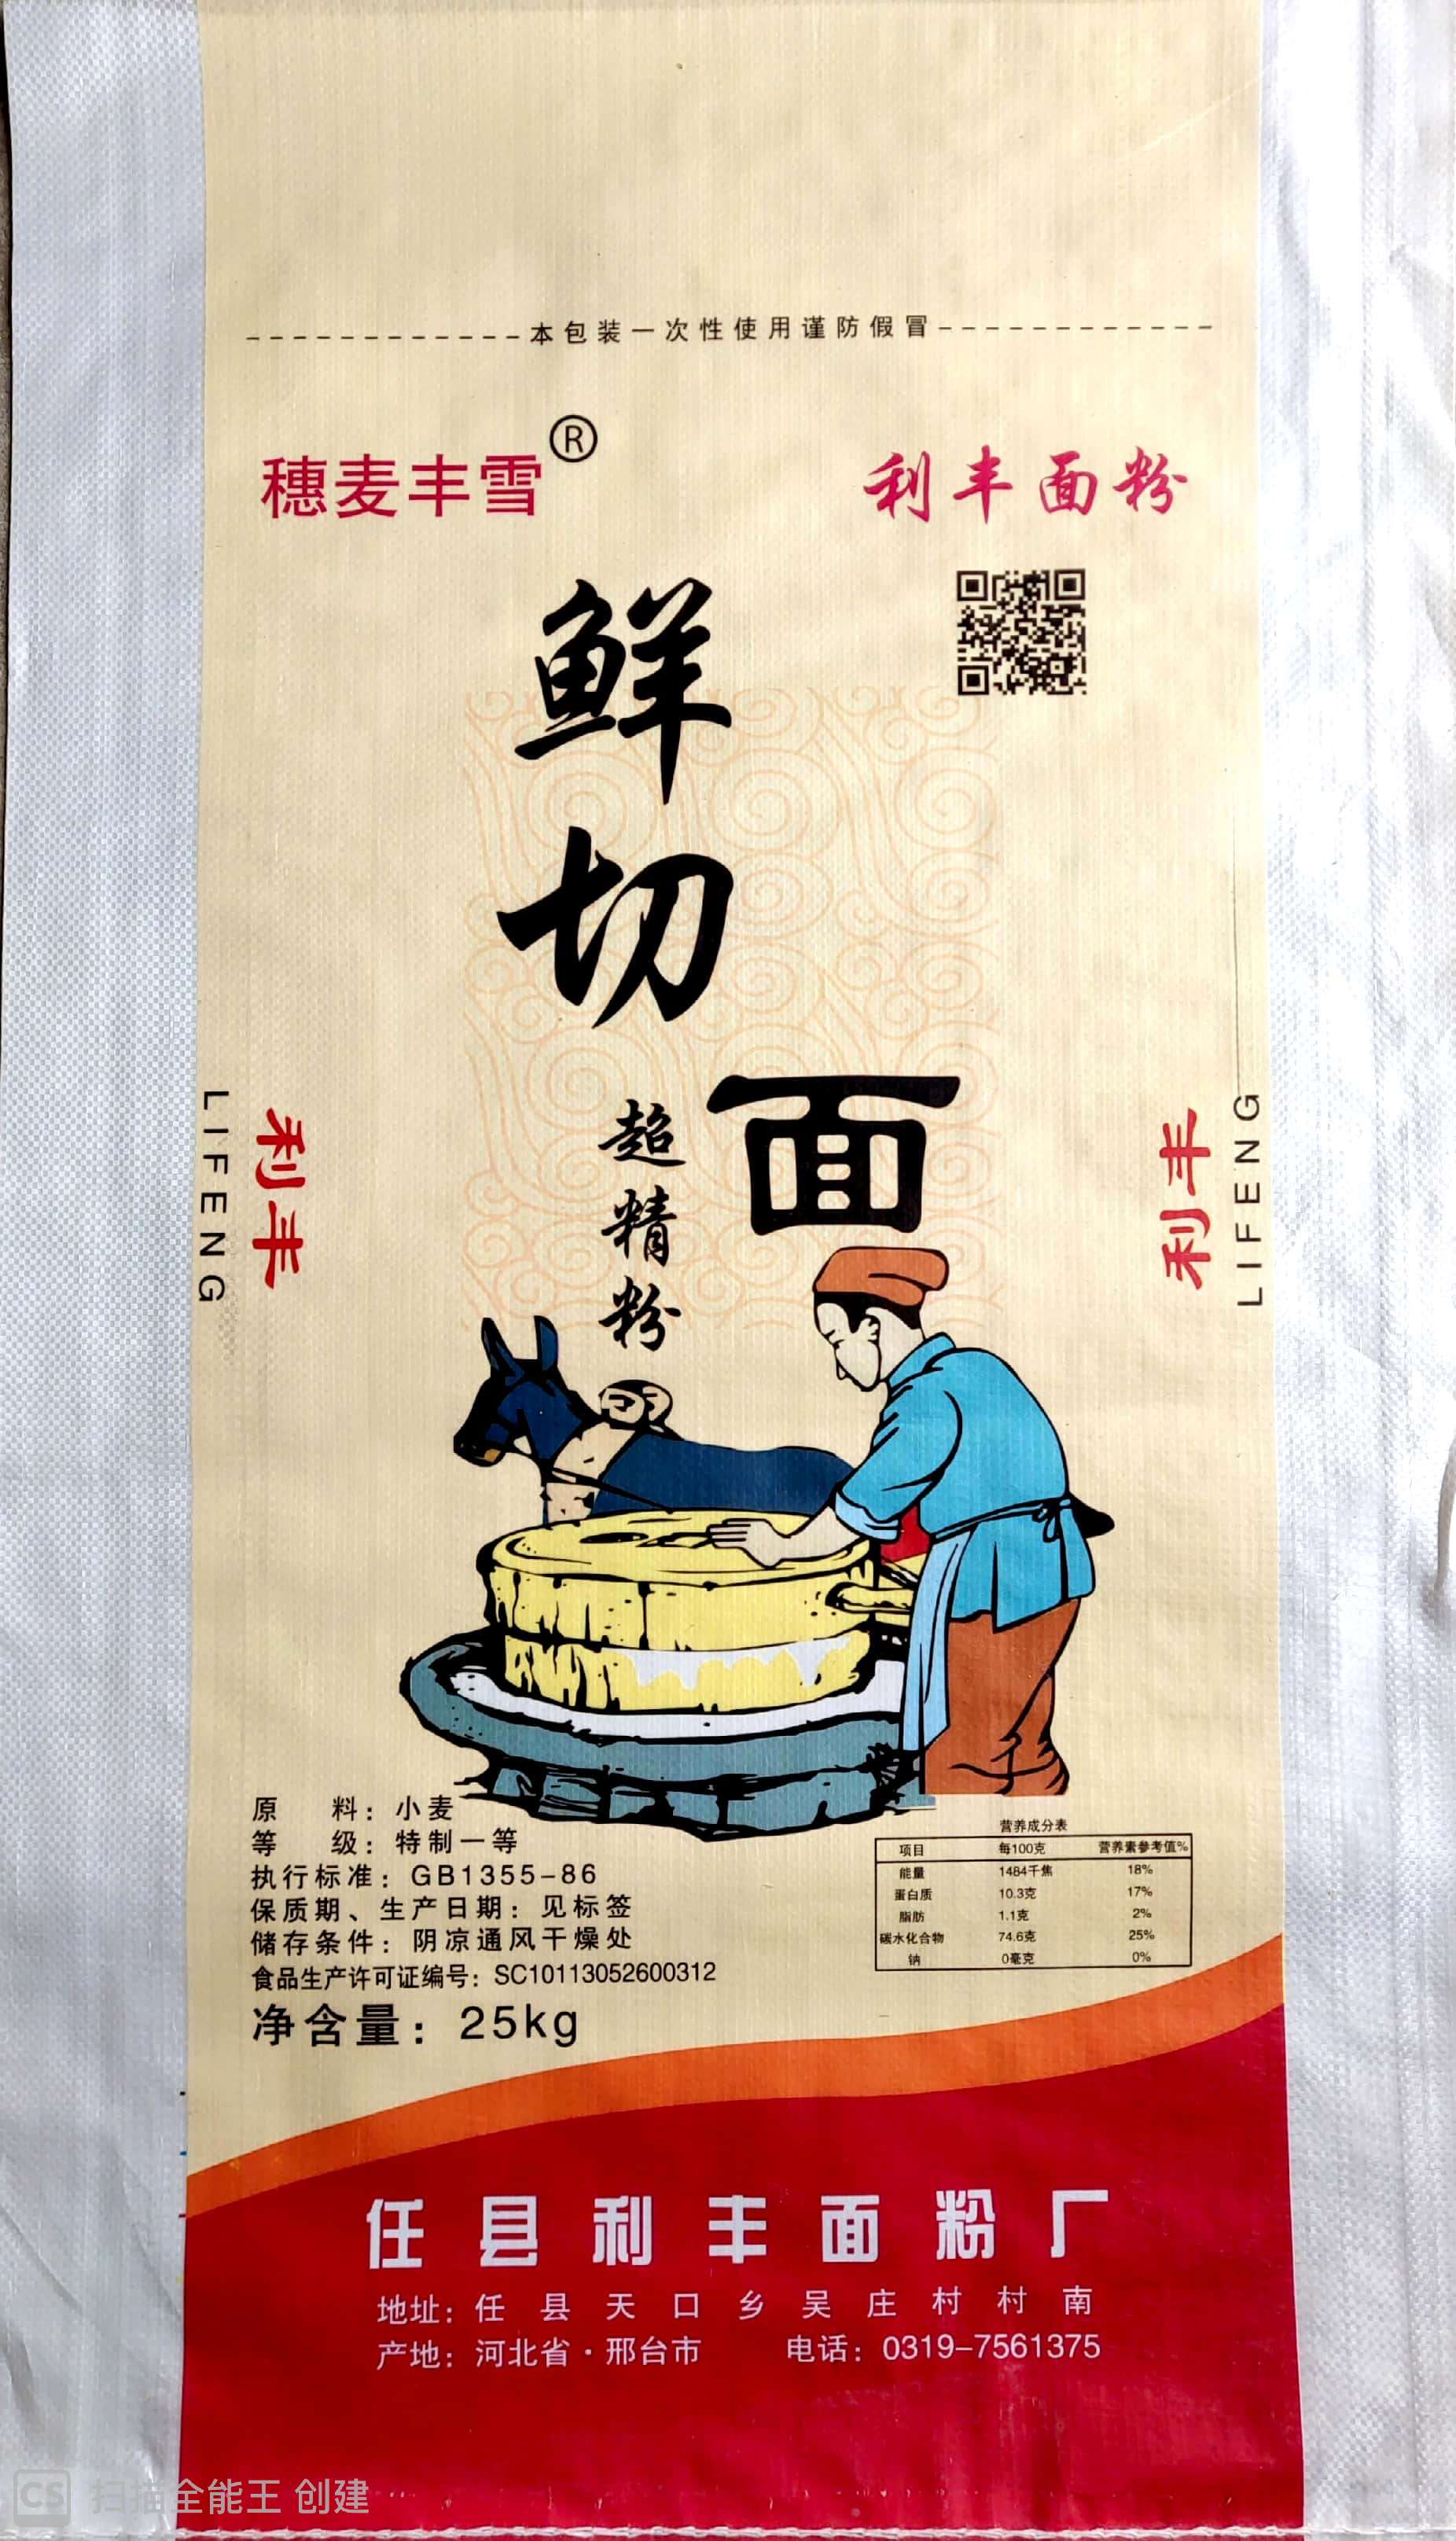 本包装一次性使用谨防假冒
穗麦丰雪®
利丰面粉
鲜切面
超精粉
利丰
LIFENG
利丰
LIFENG
原 料：小麦
等 级：特制一等
执行标准：GB1355-86
保质期、生产日期：见标签
储存条件：阴凉通风干燥处
食品生产许可证编号：SC10113052600312
净含量：25kg
营养成分表
项目 每100克 营养素参考值%
能量 1484千焦 18%
蛋白质 10.3克 17%
脂肪 1.1克 2%
碳水化合物 74.6克 25%
钠 0毫克 0%
任县利丰面粉厂
地址：任县天口乡吴庄村村南
产地：河北省·邢台市 电话：0319-7561375
CS 扫描全能王 创建